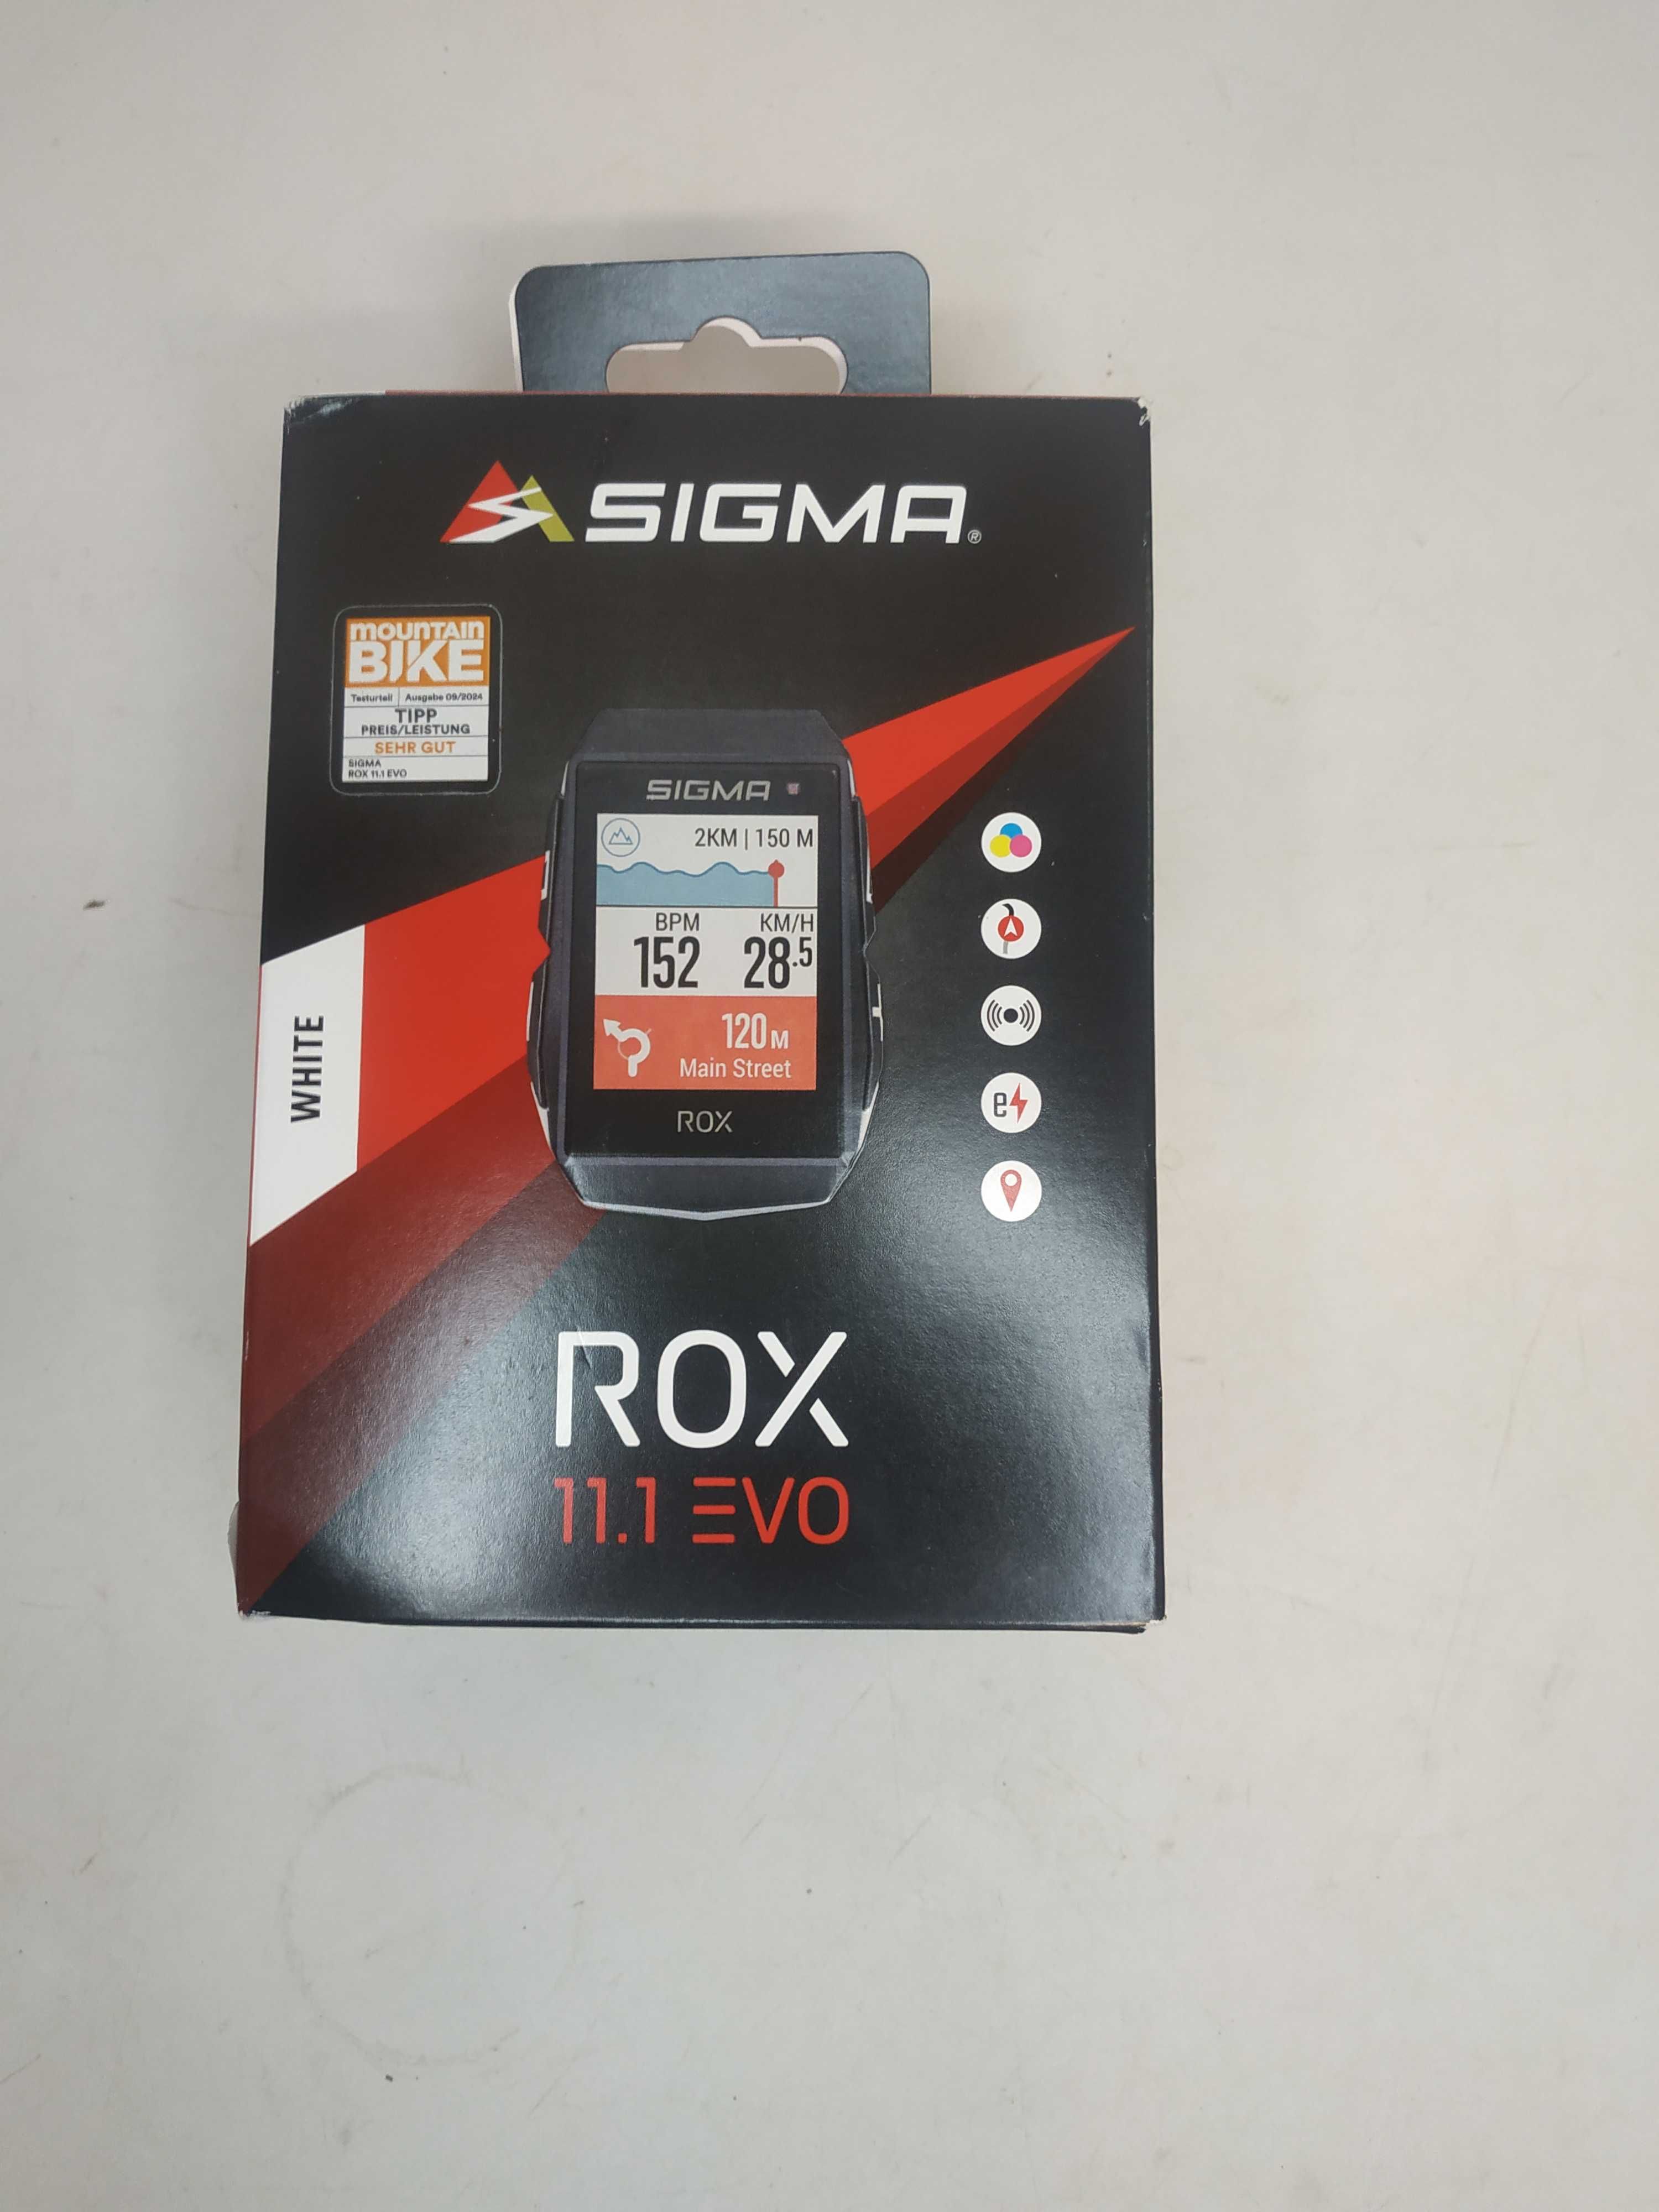 SIGMA®
mountain
BIKE
Testurteil Ausgabe 09/2024
TIPP
PREIS/LEISTUNG
SEHR GUT
SIGMA
ROX 11.1 EVO
SIGMA
2KM | 150 M
BPM KM/H
152 28.5
120M
Main Street
ROX
WHITE
e
ROX
11.1 EVO